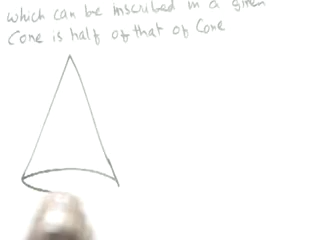 which can be inscribed in a given
Cone is half of that of Cone